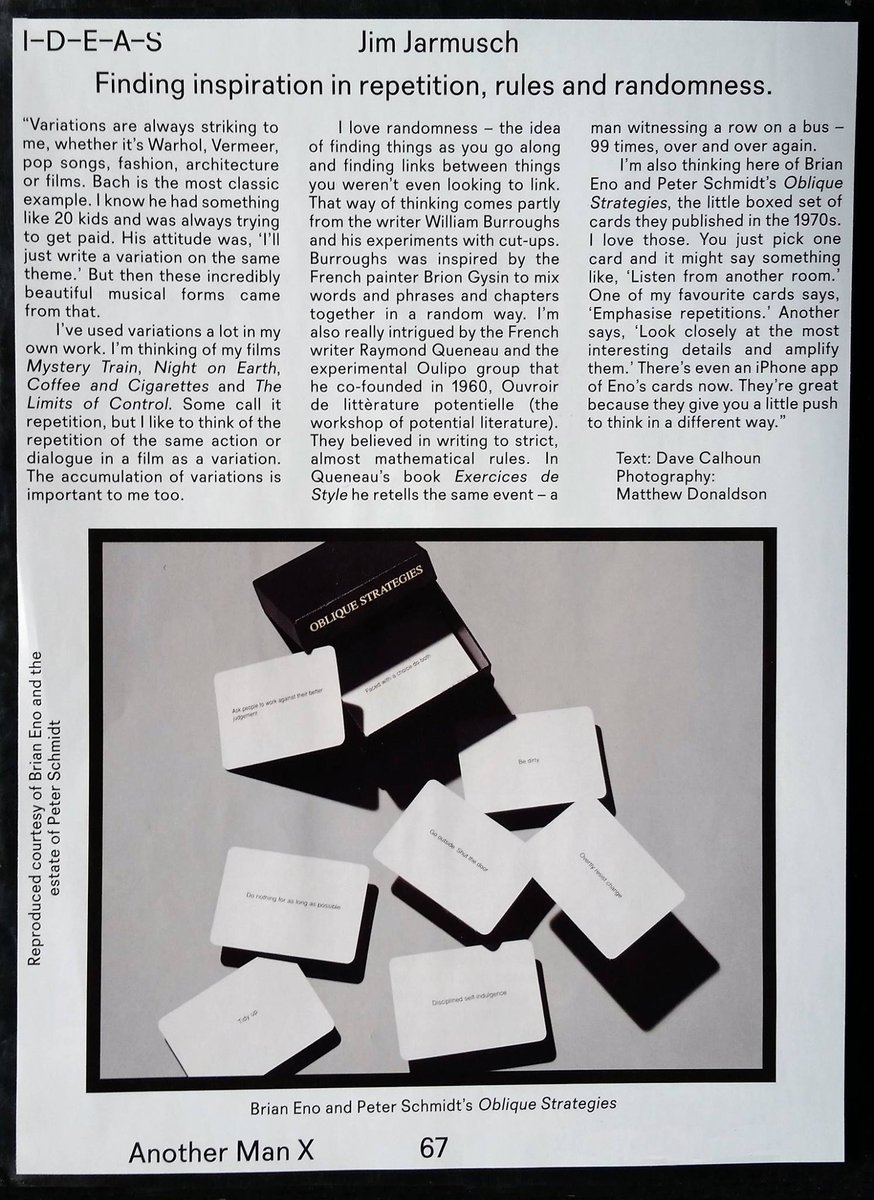 I–D–E–A–S
Jim Jarmusch
Finding inspiration in repetition, rules and randomness.
“Variations are always striking to
me, whether it’s Warhol, Vermeer,
pop songs, fashion, architecture
or films. Bach is the most classic
example. I know he had something
like 20 kids and was always trying
to get paid. His attitude was, ‘I’ll
just write a variation on the same
theme.’ But then these incredibly
beautiful musical forms came
from that.
I’ve used variations a lot in my
own work. I’m thinking of my films
Mystery Train, Night on Earth,
Coffee and Cigarettes and The
Limits of Control. Some call it
repetition, but I like to think of the
repetition of the same action or
dialogue in a film as a variation.
The accumulation of variations is
important to me too.
I love randomness – the idea
of finding things as you go along
and finding links between things
you weren’t even looking to link.
That way of thinking comes partly
from the writer William Burroughs
and his experiments with cut-ups.
Burroughs was inspired by the
French painter Brion Gysin to mix
words and phrases and chapters
together in a random way. I’m
also really intrigued by the French
writer Raymond Queneau and the
experimental Oulipo group that
he co-founded in 1960, Ouvroir
de littèrature potentielle (the
workshop of potential literature).
They believed in writing to strict,
almost mathematical rules. In
Queneau’s book Exercices de
Style he retells the same event – a
man witnessing a row on a bus –
99 times, over and over again.
I’m also thinking here of Brian
Eno and Peter Schmidt’s Oblique
Strategies, the little boxed set of
cards they published in the 1970s.
I love those. You just pick one
card and it might say something
like, ‘Listen from another room.’
One of my favourite cards says,
‘Emphasise repetitions.’ Another
says, ‘Look closely at the most
interesting details and amplify
them.’ There’s even an iPhone app
of Eno’s cards now. They’re great
because they give you a little push
to think in a different way.”
Text: Dave Calhoun
Photography:
Matthew Donaldson
OBLIQUE STRATEGIES
Faced with a choice do both
Ask people to work against their better
judgement
Be dirty
Go outside. Shut the door
Overtly resist change
Do nothing for as long as possible
Disciplined self-indulgence
Tidy up
Reproduced courtesy of Brian Eno and the
estate of Peter Schmidt
Brian Eno and Peter Schmidt’s Oblique Strategies
Another Man X
67